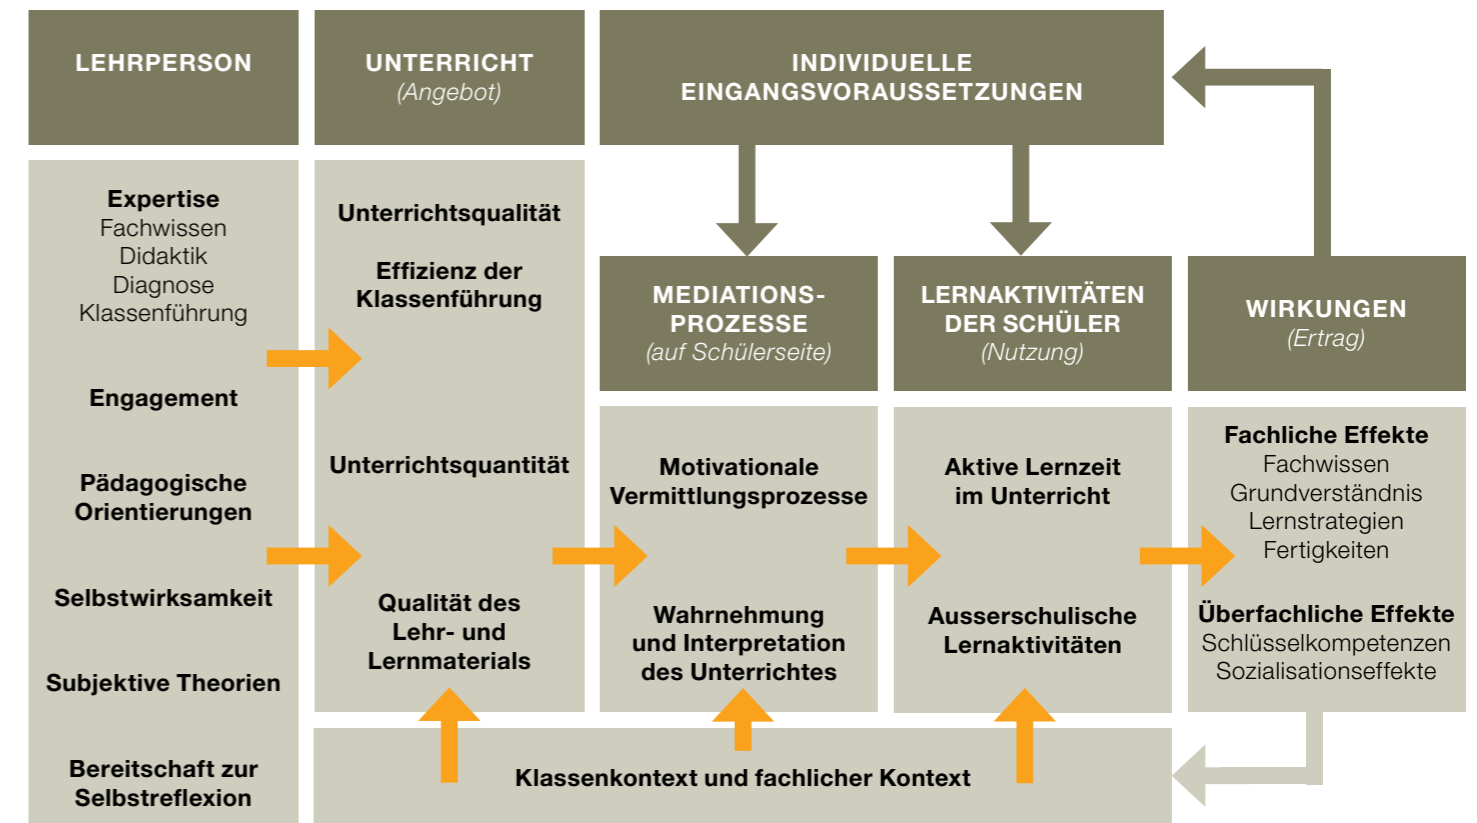 LEHRPERSON
UNTERRICHT
(Angebot)
INDIVIDUELLE
EINGANGSVORAUSSETZUNGEN
Expertise
Fachwissen
Didaktik
Diagnose
Klassenführung
Engagement
Pädagogische
Orientierungen
Selbstwirksamkeit
Subjektive Theorien
Bereitschaft zur
Selbstreflexion
Unterrichtsqualität
Effizienz der
Klassenführung
Unterrichtsquantität
Qualität des
Lehr- und
Lernmaterials
MEDIATIONS-
PROZESSE
(auf Schülerseite)
Motivationale
Vermittlungsprozesse
Wahrnehmung
und Interpretation
des Unterrichtes
LERNAKTIVITÄTEN
DER SCHÜLER
(Nutzung)
Aktive Lernzeit
im Unterricht
Ausserschulische
Lernaktivitäten
WIRKUNGEN
(Ertrag)
Fachliche Effekte
Fachwissen
Grundverständnis
Lernstrategien
Fertigkeiten
Überfachliche Effekte
Schlüsselkompetenzen
Sozialisationseffekte
Klassenkontext und fachlicher Kontext